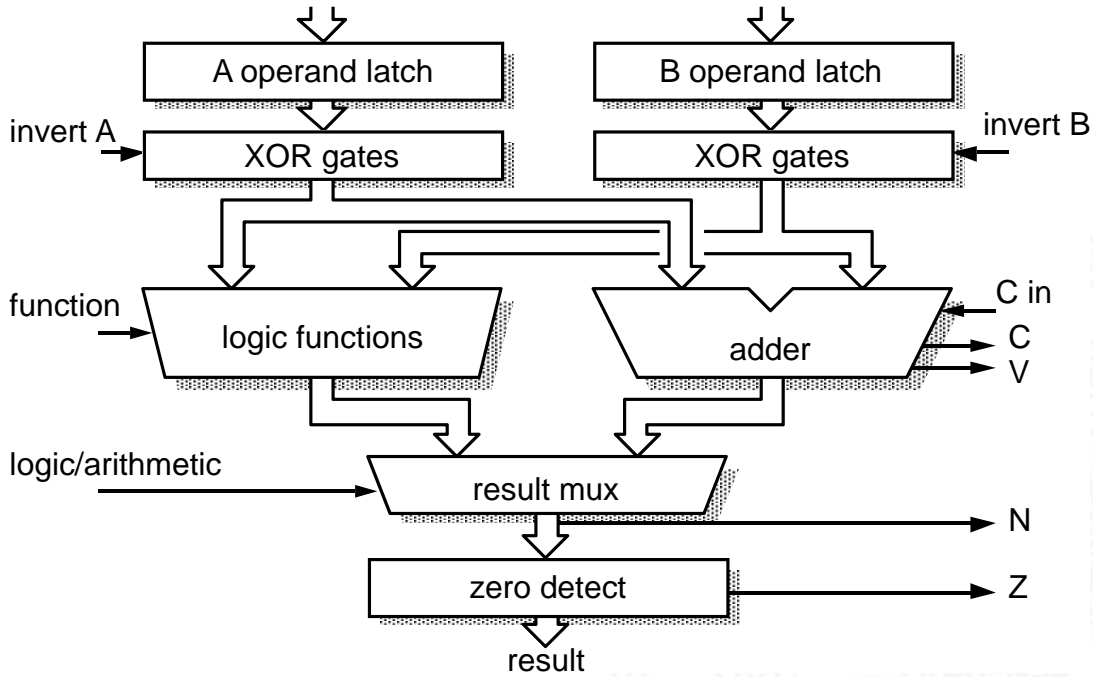 A operand latch
B operand latch
invert A
XOR gates
XOR gates
invert B
function
logic functions
adder
C in
C
V
logic/arithmetic
result mux
N
zero detect
Z
result